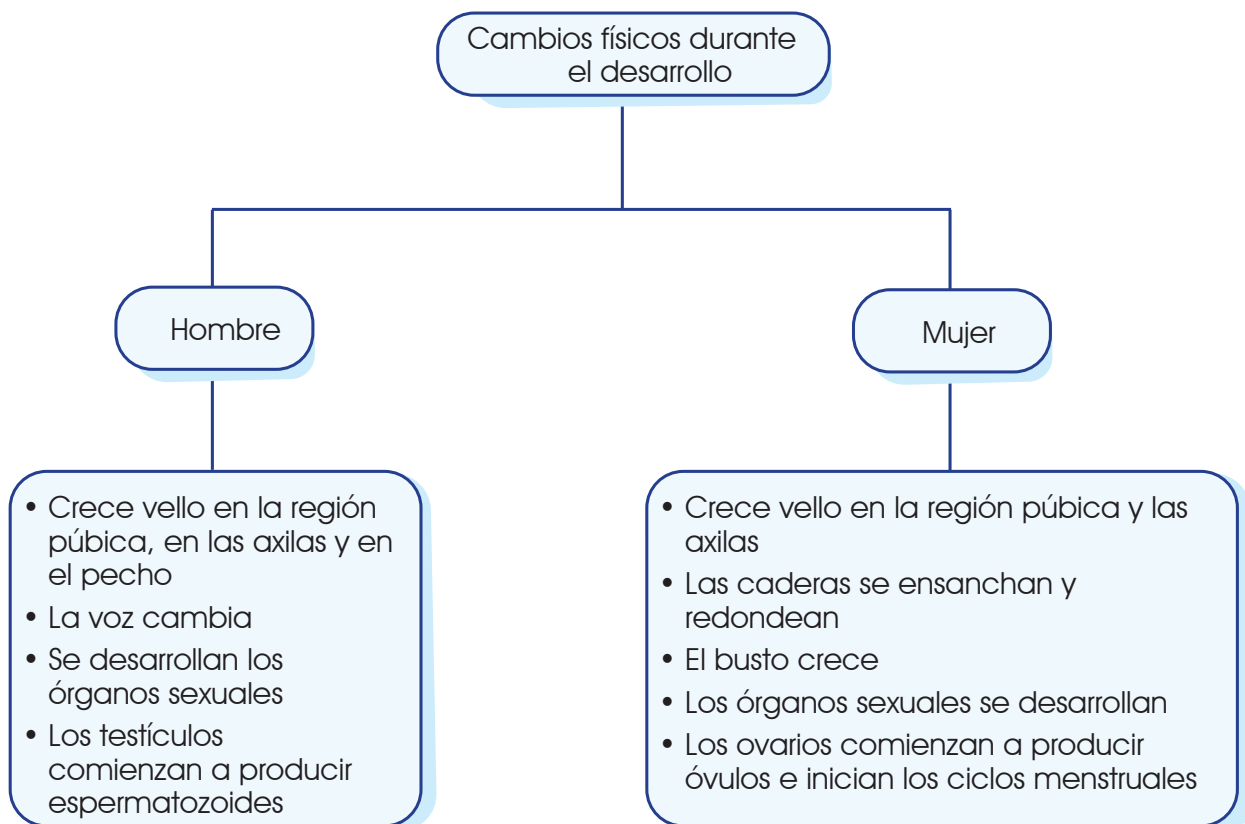 Cambios físicos durante
el desarrollo
Hombre
Mujer
• Crece vello en la región
púbica, en las axilas y en
el pecho
• La voz cambia
• Se desarrollan los
órganos sexuales
• Los testículos
comienzan a producir
espermatozoides
• Crece vello en la región púbica y las
axilas
• Las caderas se ensanchan y
redondean
• El busto crece
• Los órganos sexuales se desarrollan
• Los ovarios comienzan a producir
óvulos e inician los ciclos menstruales